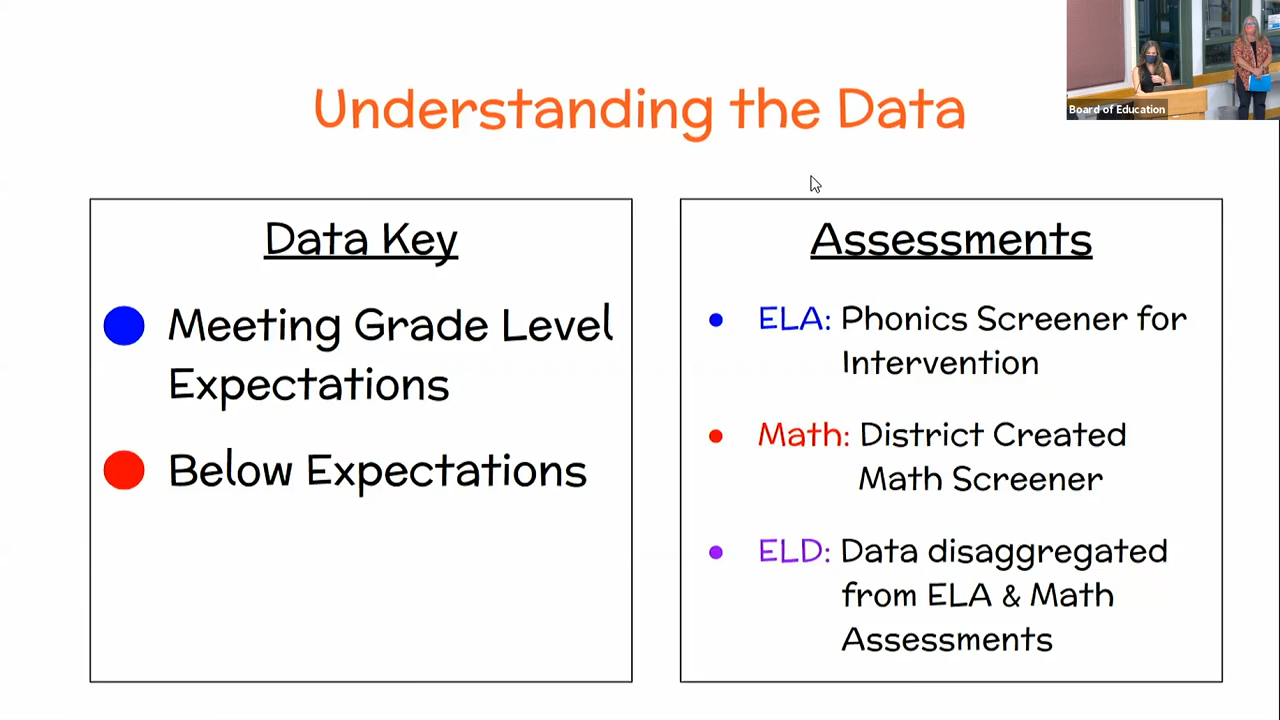 Understanding the Data
Board of Education
Data Key
Meeting Grade Level
Expectations
Below Expectations
Assessments
ELA: Phonics Screener for
Intervention
Math: District Created
Math Screener
ELD: Data disaggregated
from ELA & Math
Assessments